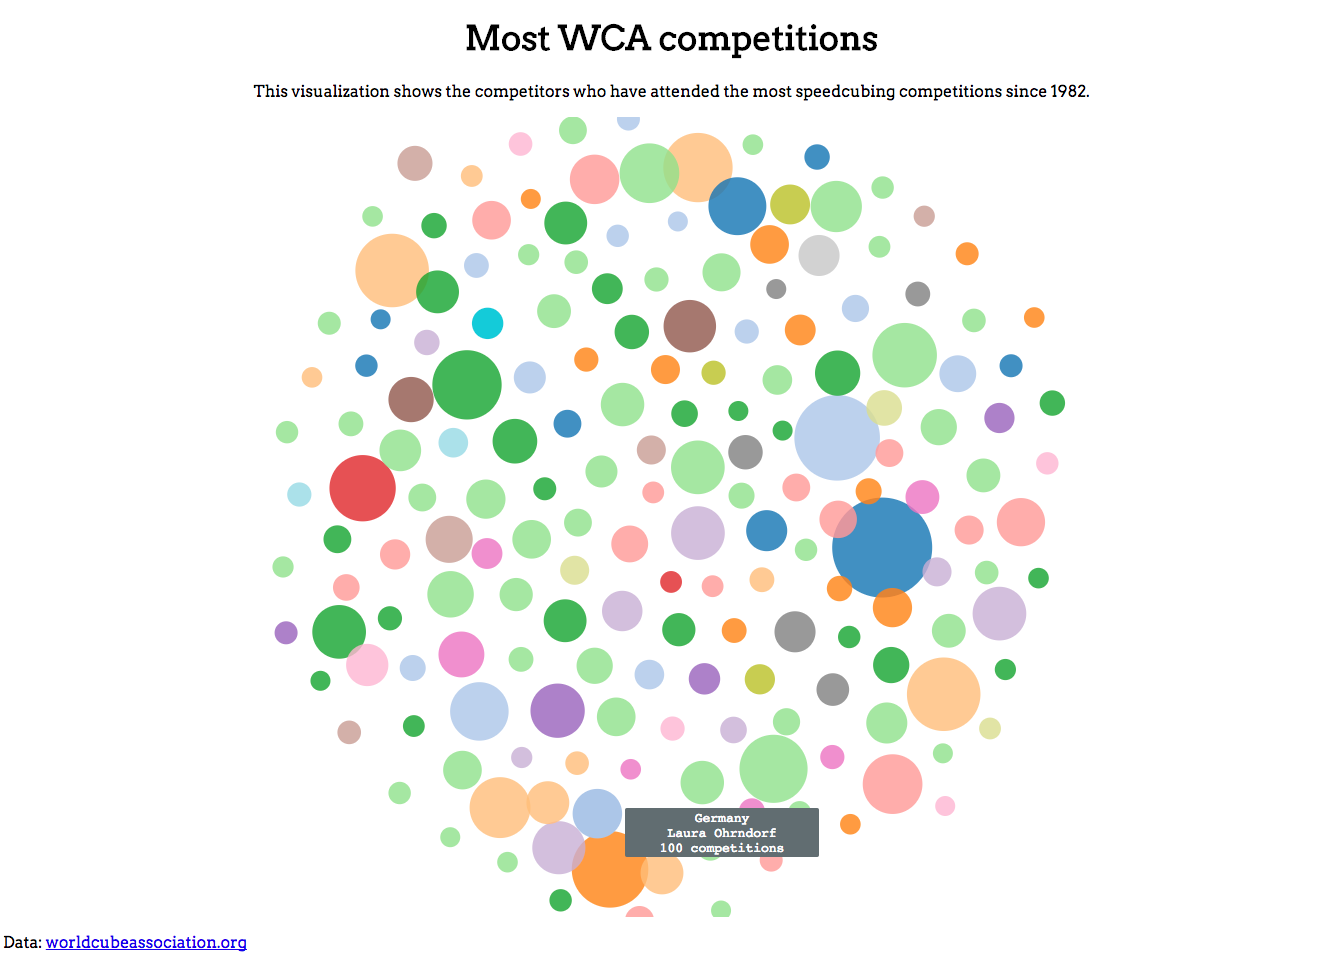 Most WCA competitions
This visualization shows the competitors who have attended the most speedcubing competitions since 1982.
Germany
Laura Ohrndorf
100 competitions
Data: worldcubeassociation.org